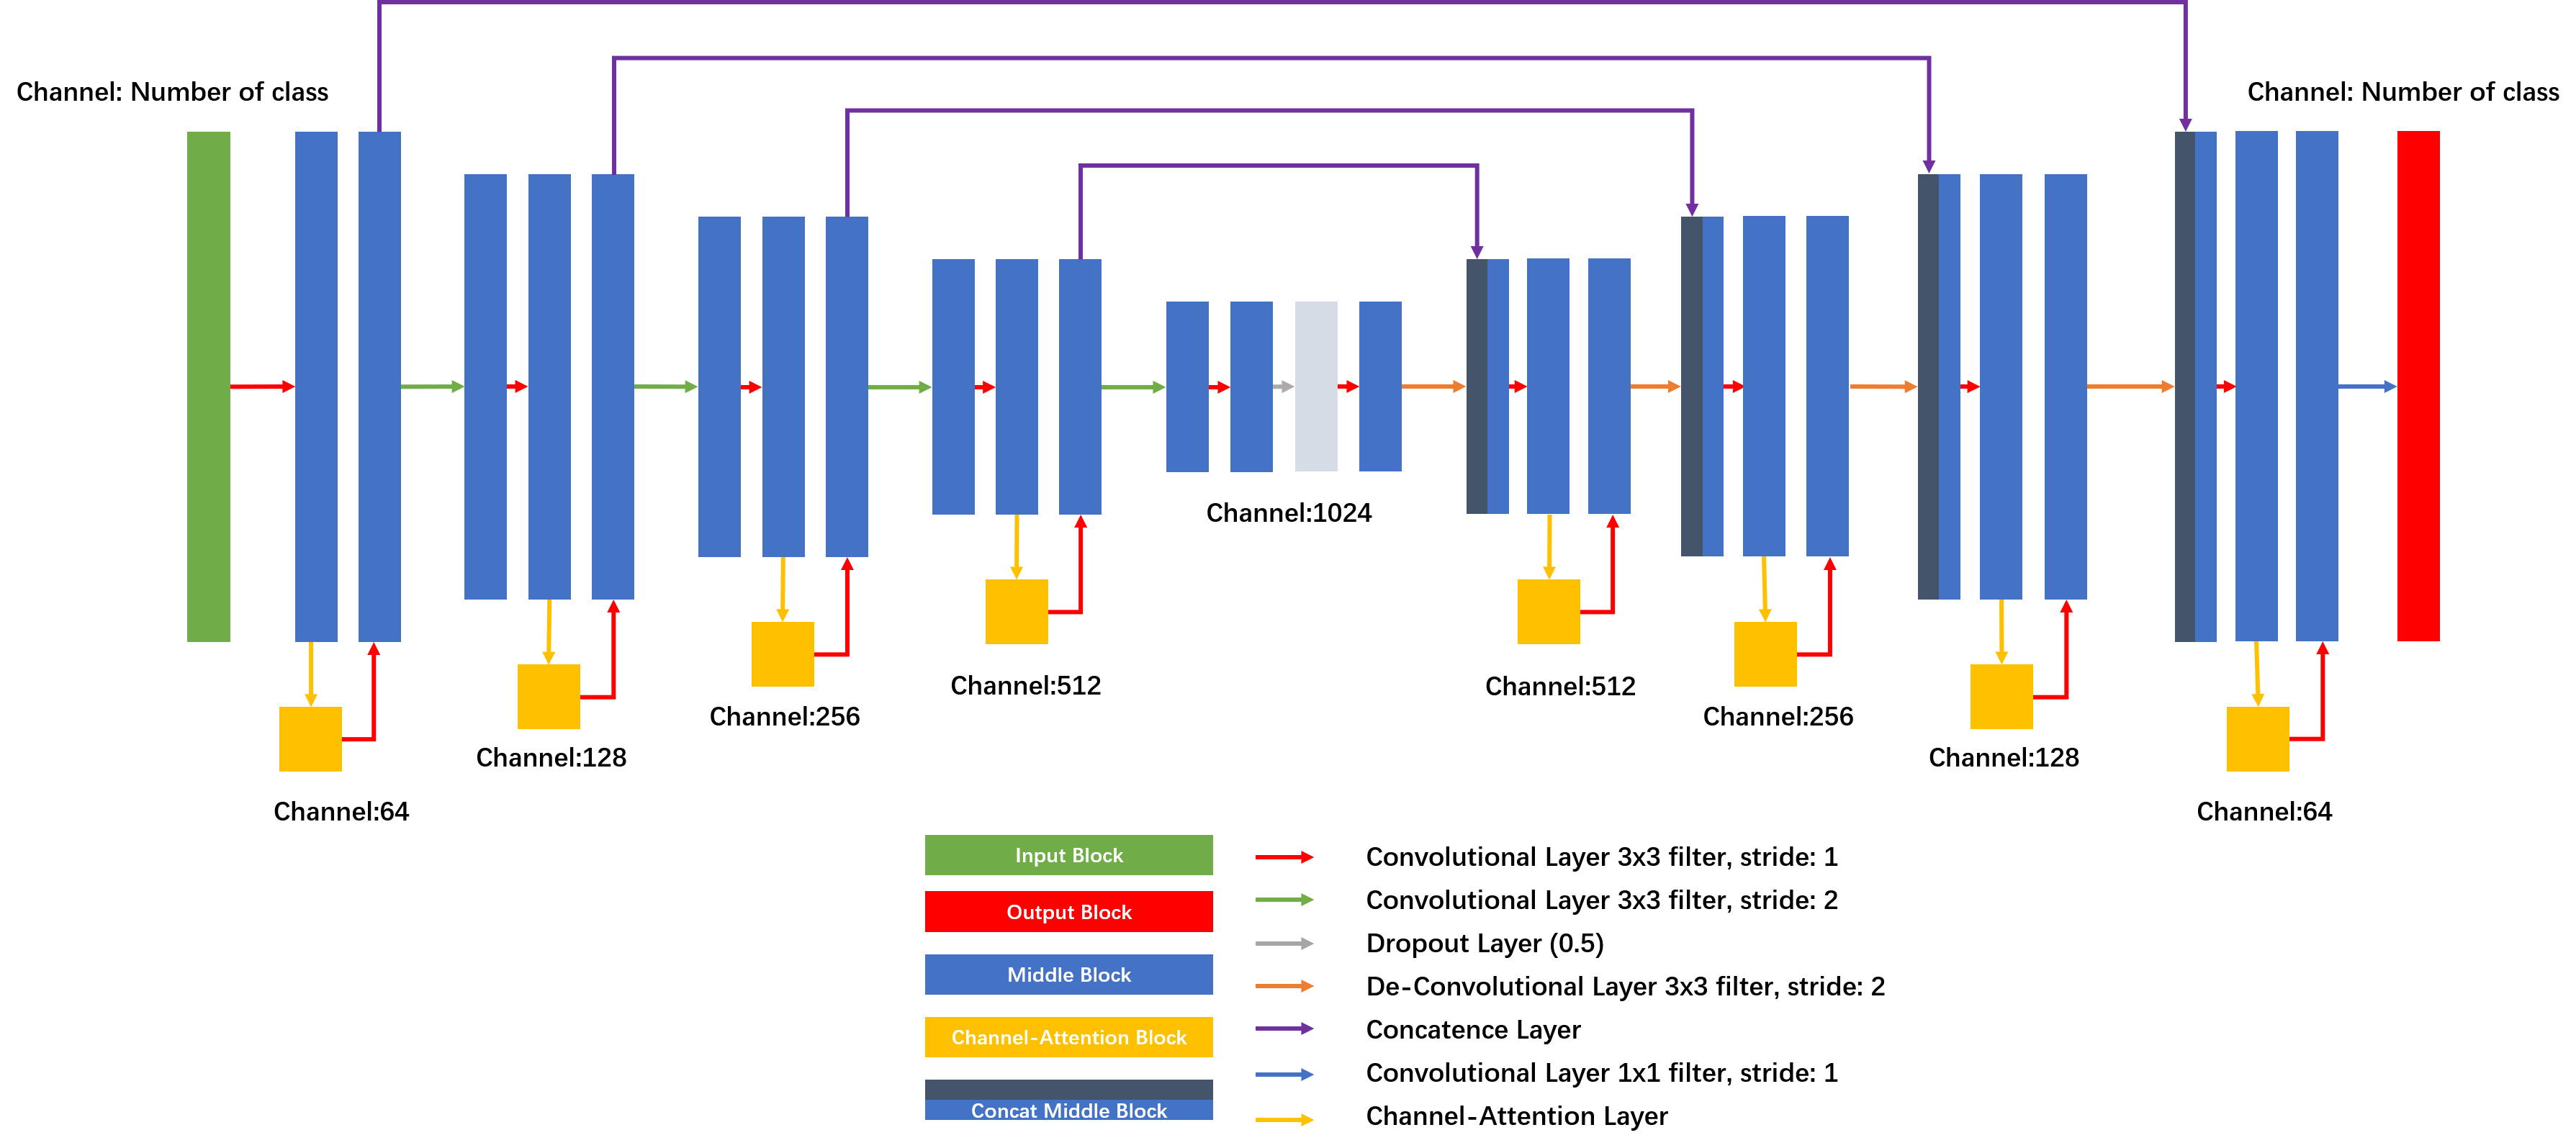 Channel: Number of class
Channel: Number of class
Channel:1024
Channel:512
Channel:512
Channel:256
Channel:256
Channel:128
Channel:128
Channel:64
Channel:64
Input Block
Output Block
Middle Block
Channel-Attention Block
Concat Middle Block
Convolutional Layer 3x3 filter, stride: 1
Convolutional Layer 3x3 filter, stride: 2
Dropout Layer (0.5)
De-Convolutional Layer 3x3 filter, stride: 2
Concatence Layer
Convolutional Layer 1x1 filter, stride: 1
Channel-Attention Layer